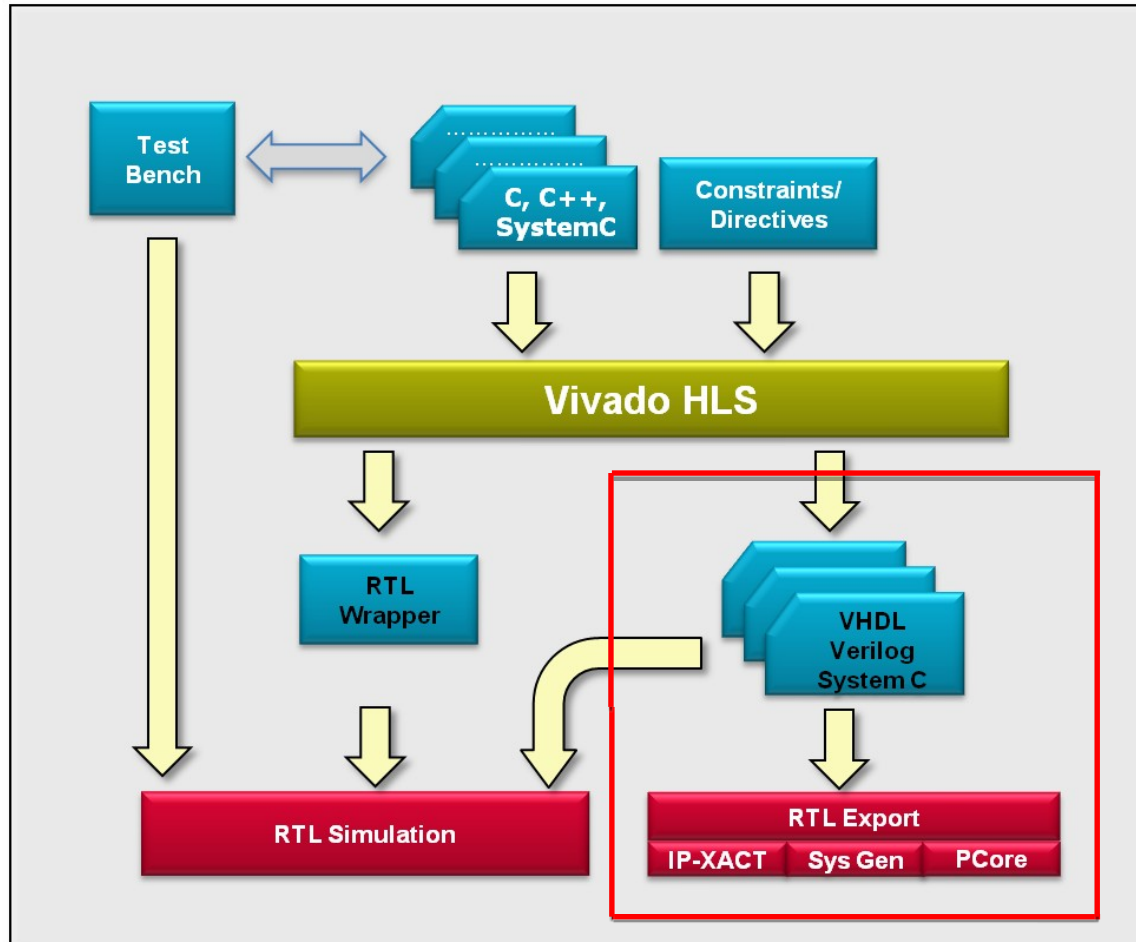 Test
Bench
……………
……………
C, C++,
SystemC
Constraints/
Directives
Vivado HLS
RTL
Wrapper
VHDL
Verilog
System C
RTL Simulation
RTL Export
IP-XACT
Sys Gen
PCore